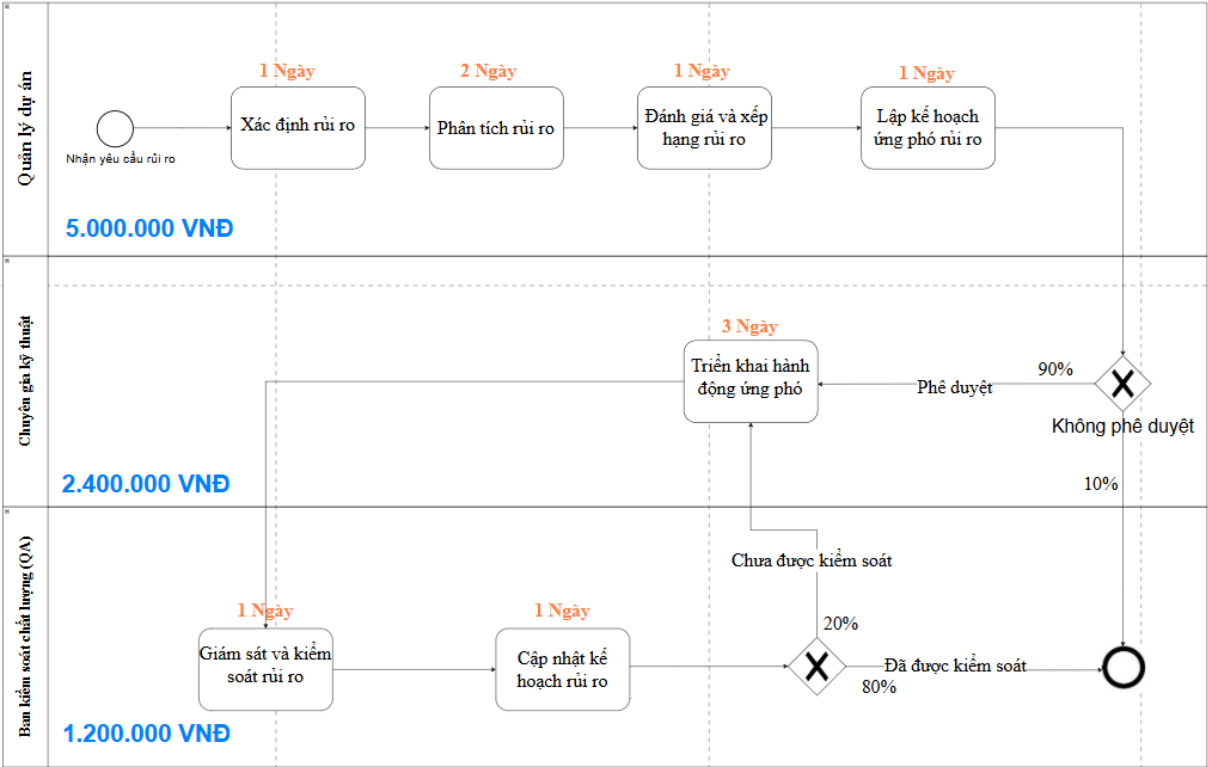 Quản lý dự án
1 Ngày
2 Ngày
1 Ngày
1 Ngày
Nhận yêu cầu rủi ro
Xác định rủi ro
Phân tích rủi ro
Đánh giá và xếp
hạng rủi ro
Lập kế hoạch
ứng phó rủi ro
5.000.000 VNĐ
Chuyên gia kỹ thuật
3 Ngày
Triển khai hành
động ứng phó
Phê duyệt
90%
Không phê duyệt
10%
2.400.000 VNĐ
Ban kiểm soát chất lượng (QA)
Chưa được kiểm soát
20%
1 Ngày
1 Ngày
Giám sát và kiểm
soát rủi ro
Cập nhật kế
hoạch rủi ro
Đã được kiểm soát
80%
1.200.000 VNĐ